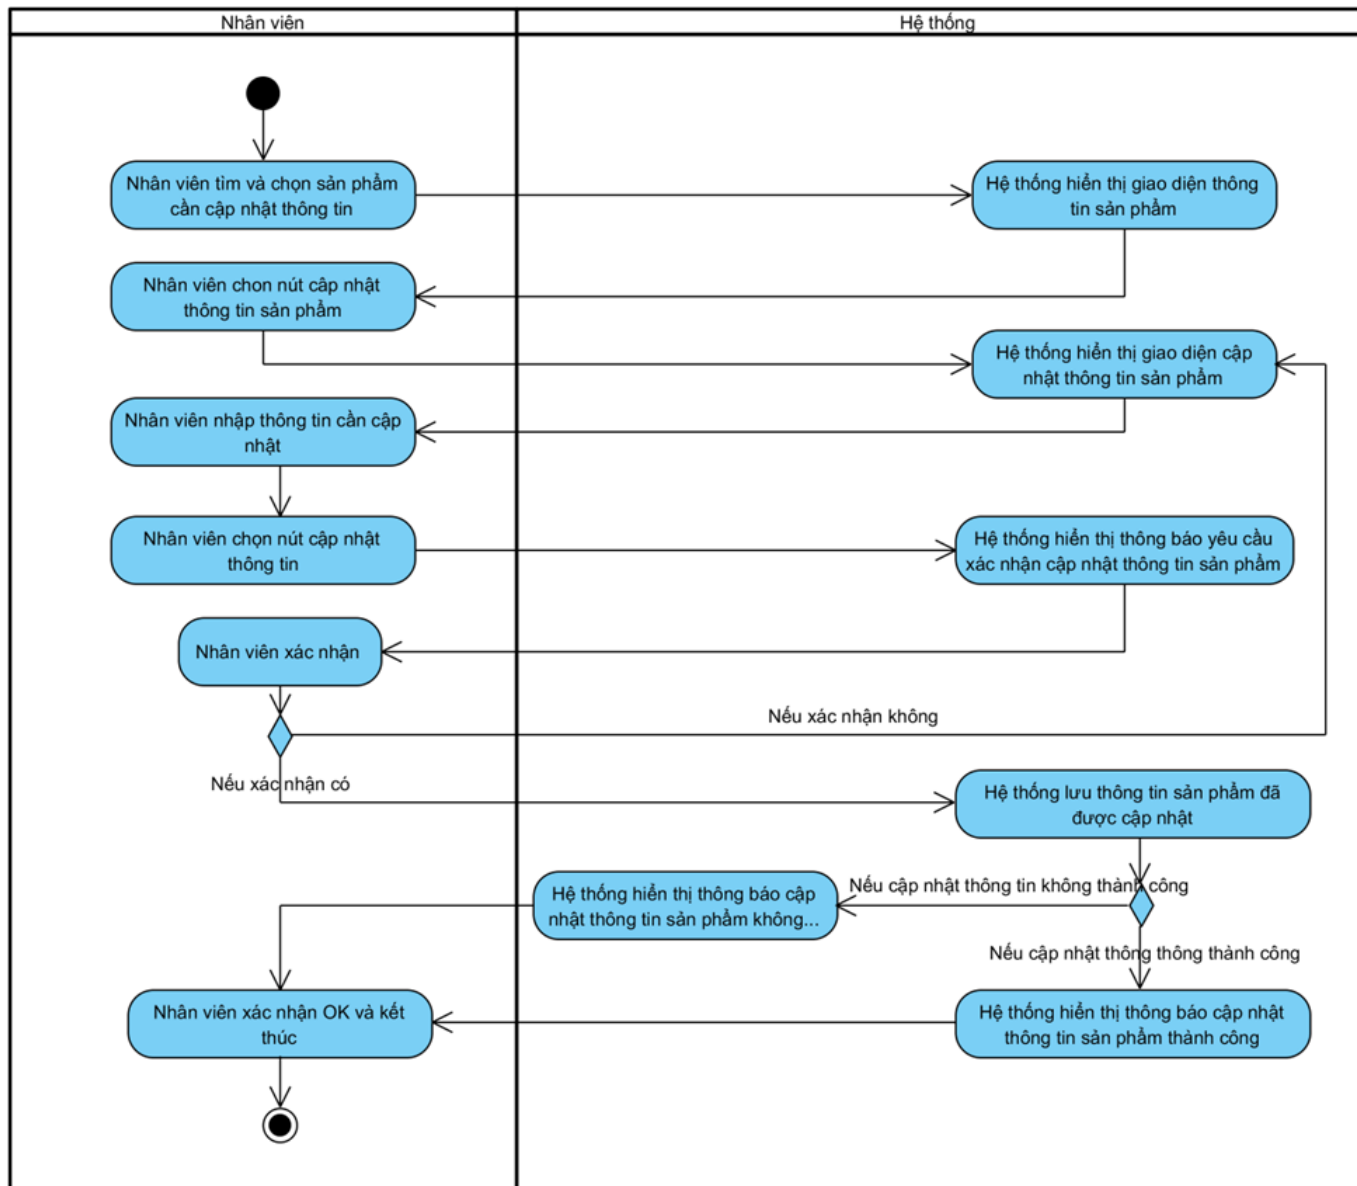 Nhân viên
Hệ thống
Nhân viên tìm và chọn sản phẩm
cần cập nhật thông tin
Hệ thống hiển thị giao diện thông
tin sản phẩm
Nhân viên chon nút câp nhật
thông tin sản phẩm
Hệ thống hiển thị giao diện cập
nhật thông tin sản phẩm
Nhân viên nhập thông tin cần cập
nhật
Nhân viên chọn nút cập nhật
thông tin
Hệ thống hiển thị thông báo yêu cầu
xác nhận cập nhật thông tin sản phẩm
Nhân viên xác nhận
Nếu xác nhận không
Nếu xác nhận có
Hệ thống lưu thông tin sản phẩm đã
được cập nhật
Nếu cập nhật thông tin không thành công
Hệ thống hiển thị thông báo cập
nhật thông tin sản phẩm không...
Nếu cập nhật thông thông thành công
Nhân viên xác nhận OK và kết
thúc
Hệ thống hiển thị thông báo cập nhật
thông tin sản phẩm thành công